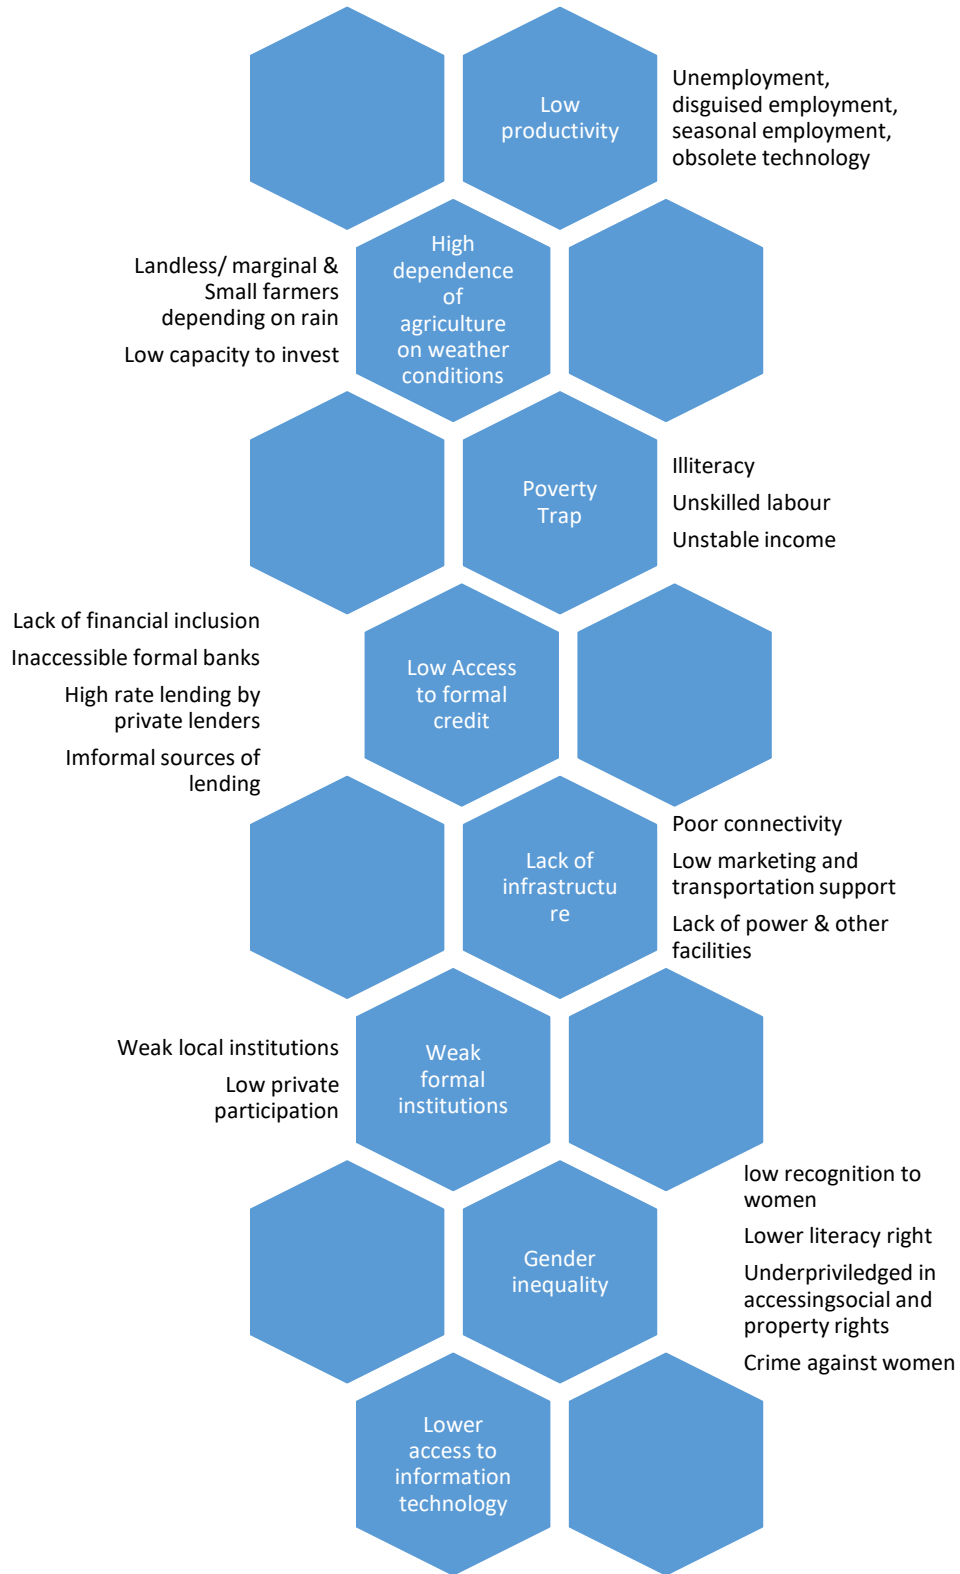 Low
productivity
Unemployment,
disguised employment,
seasonal employment,
obsolete technology
Landless/ marginal &
Small farmers
depending on rain
Low capacity to invest
High
dependence
of
agriculture
on weather
conditions
Poverty
Trap
Illiteracy
Unskilled labour
Unstable income
Lack of financial inclusion
Inaccessible formal banks
High rate lending by
private lenders
Imformal sources of
lending
Low Access
to formal
credit
Lack of
infrastructu
re
Poor connectivity
Low marketing and
transportation support
Lack of power & other
facilities
Weak local institutions
Low private
participation
Weak
formal
institutions
Gender
inequality
low recognition to
women
Lower literacy right
Underpriviledged in
accessingsocial and
property rights
Crime against women
Lower
access to
information
technology